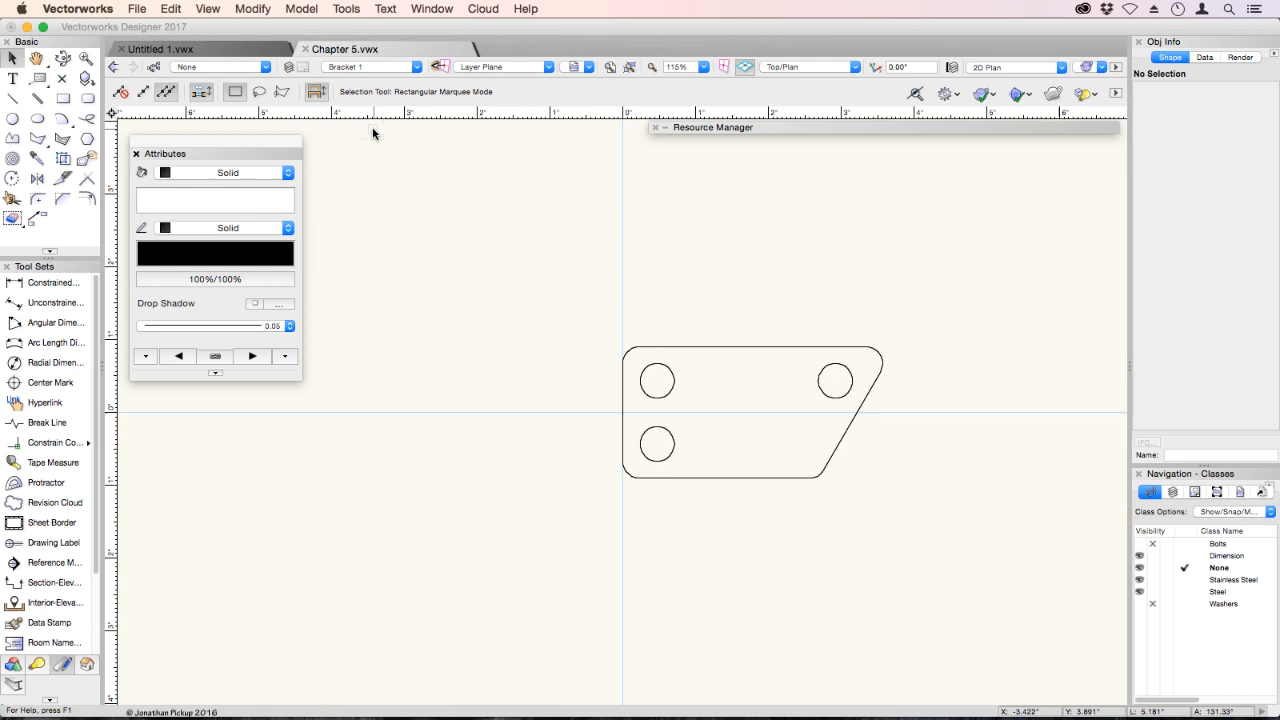 Vectorworks File Edit View Modify Model Tools Text Window Cloud Help
Vectorworks Designer 2017
Basic
Untitled 1.vwx
Chapter 5.vwx
Obj Info
None
Bracket 1
Layer Plane
115%
Top/Plan
0.00°
2D Plan
Shape Data Render
No Selection
Selection Tool: Rectangular Marquee Mode
Resource Manager
Attributes
Solid
Solid
100%/100%
Drop Shadow
...
0.05
Tool Sets
Constrained...
Unconstraine...
Angular Dime...
Arc Length Di...
Radial Dimen...
Center Mark
Link
Hyperlink
Break Line
Constrain Co...
Tape Measure
Protractor
Revision Cloud
Sheet Border
Drawing Label
Reference M...
Section-Elev...
Interior-Eleva...
Data Stamp
Room Name...
IFC...
Name:
Navigation - Classes
Class Options: Show/Snap/M...
Visibility Class Name
Bolts
Dimension
None
Stainless Steel
Steel
Washers
For Help, press F1
© Jonathan Pickup 2016
X: -3.422" Y: 3.891" L: 5.181" A: 131.33°